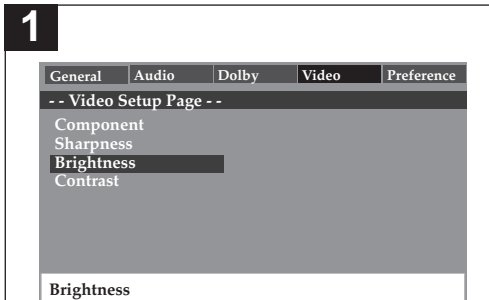 1
General Audio Dolby Video Preference
- - Video Setup Page - -
Component
Sharpness
Brightness
Contrast
Brightness